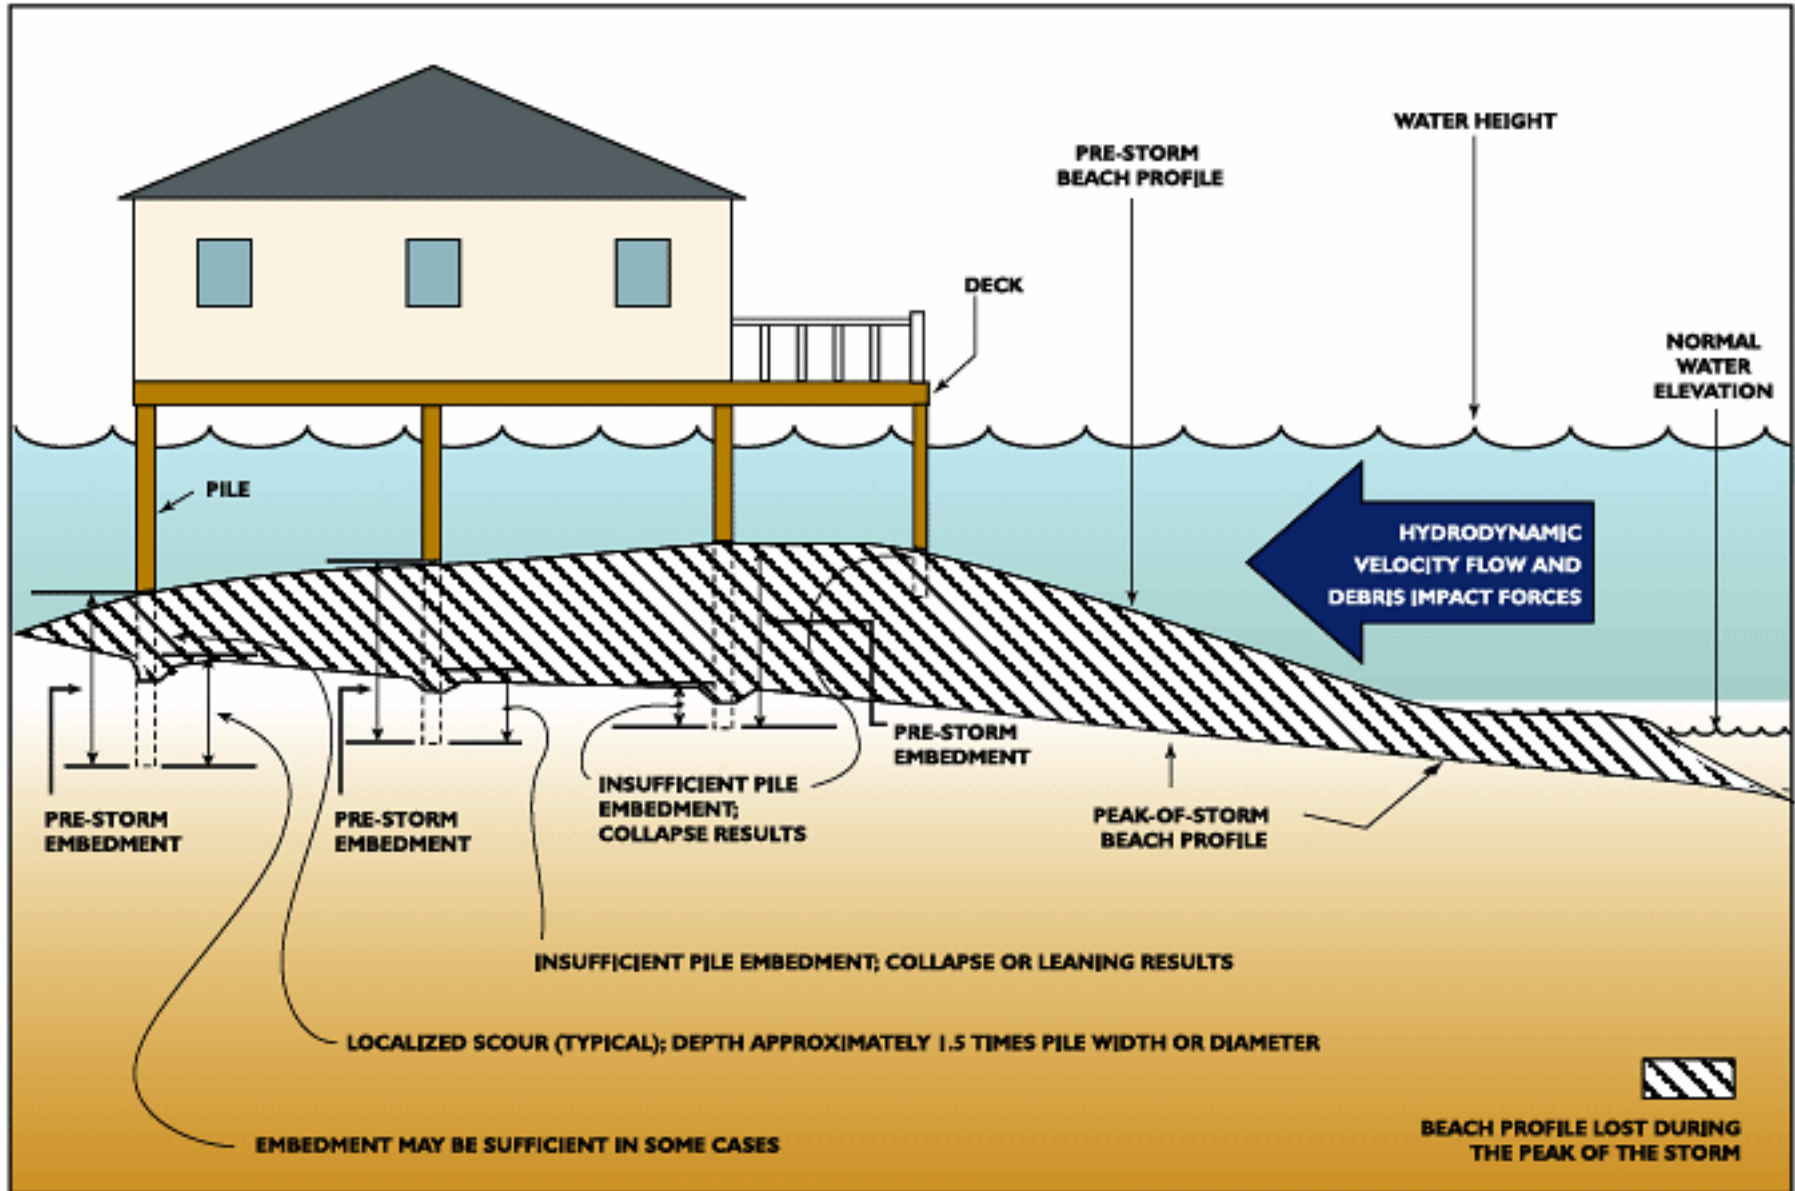 WATER HEIGHT
PRE-STORM
BEACH PROFILE
DECK
NORMAL
WATER
ELEVATION
PILE
HYDRODYNAMIC
VELOCITY FLOW AND
DEBRIS IMPACT FORCES
PRE-STORM
EMBEDMENT
INSUFFICIENT PILE
EMBEDMENT;
COLLAPSE RESULTS
PRE-STORM
EMBEDMENT
PRE-STORM
EMBEDMENT
PEAK-OF-STORM
BEACH PROFILE
INSUFFICIENT PILE EMBEDMENT; COLLAPSE OR LEANING RESULTS
LOCALIZED SCOUR (TYPICAL); DEPTH APPROXIMATELY 1.5 TIMES PILE WIDTH OR DIAMETER
EMBEDMENT MAY BE SUFFICIENT IN SOME CASES
BEACH PROFILE LOST DURING
THE PEAK OF THE STORM